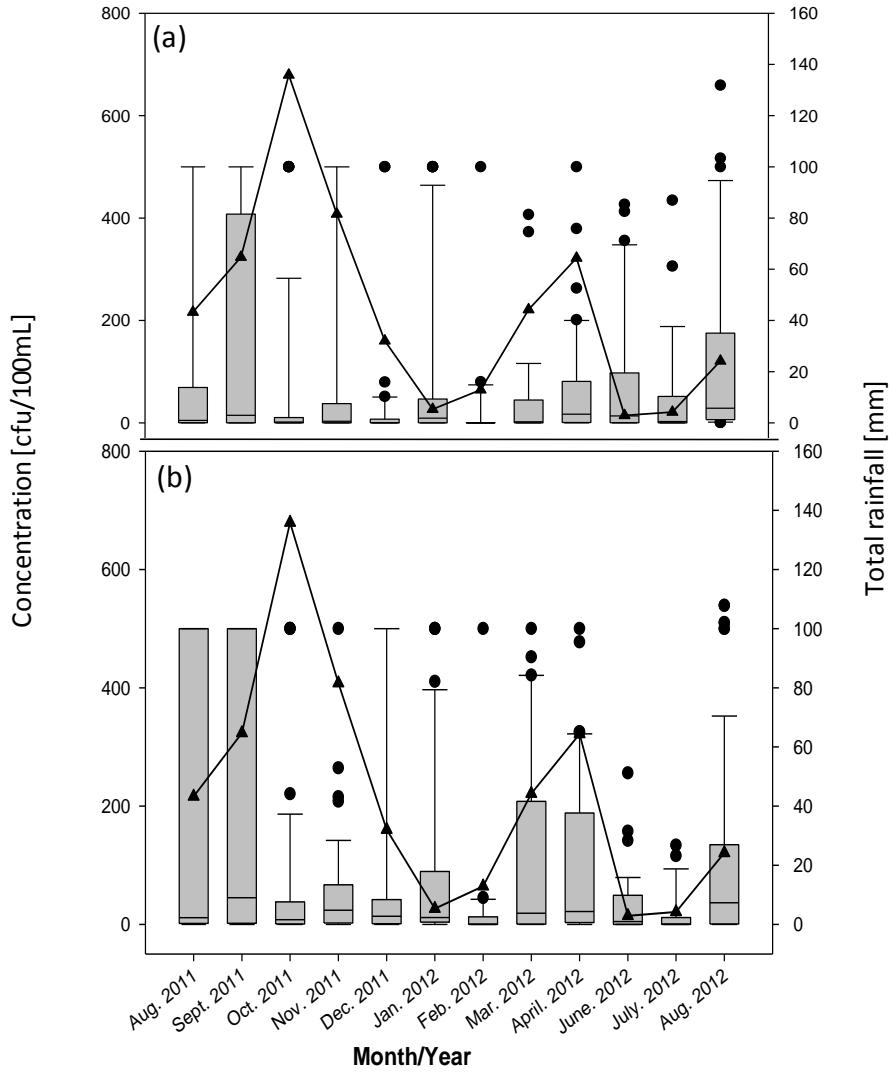 800
160
(a)
140
600
120
100
400
80
60
200
40
20
0
0
Concentration [cfu/100mL]
Total rainfall [mm]
800
160
(b)
140
600
120
100
400
80
60
200
40
20
0
0
Aug. 2011
Sept. 2011
Oct. 2011
Nov. 2011
Dec. 2011
Jan. 2012
Feb. 2012
Mar. 2012
April. 2012
June. 2012
July. 2012
Aug. 2012
Month/Year